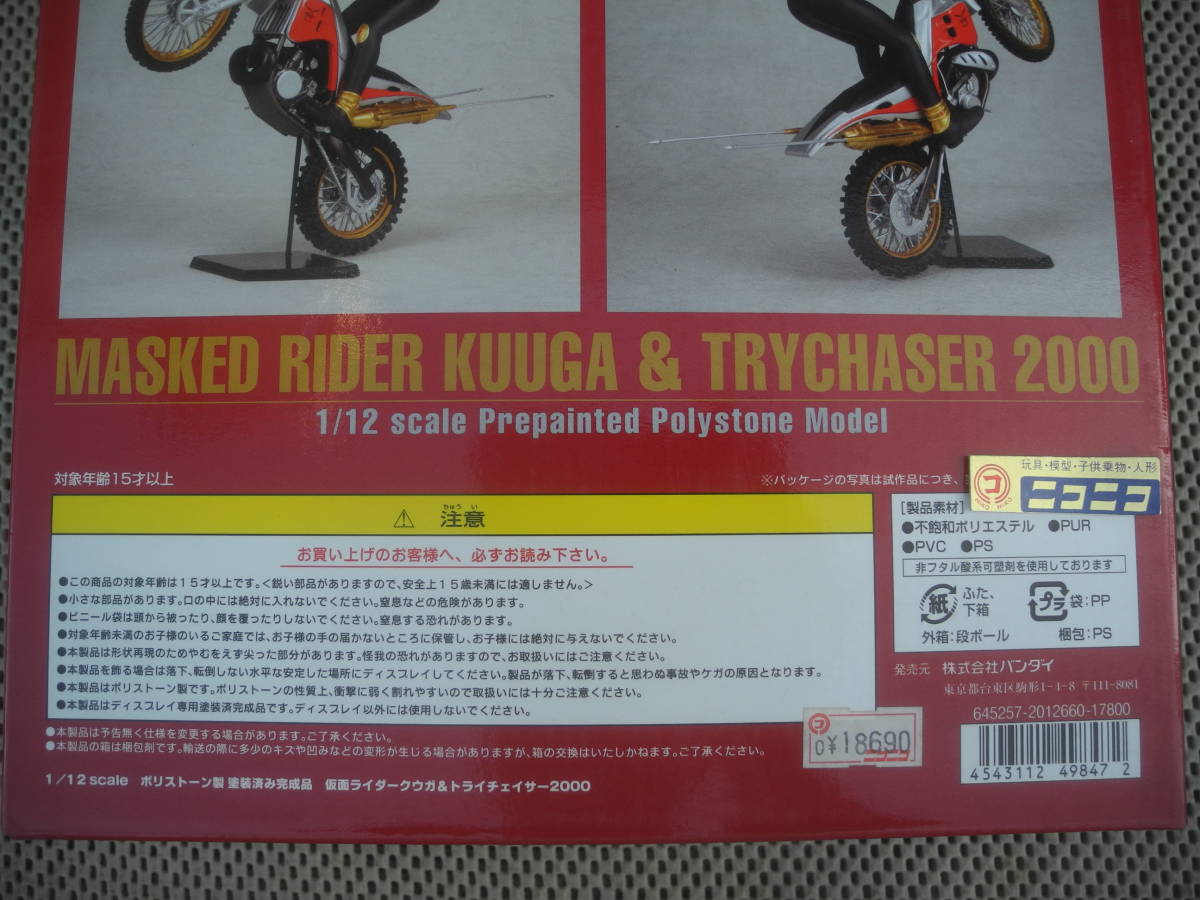 MASKED RIDER KUUGA & TRYCHASER 2000
1/12 scale Prepainted Polystone Model
対象年齢15才以上
※パッケージの写真は試作品につき、
玩具・模型・子供乗物・人形
コ
NIKO NIKO
ニコニコ
⚠ 注意
ちゅうい
お買い上げのお客様へ、必ずお読み下さい。
●この商品の対象年齢は15才以上です。<鋭い部品がありますので、安全上15歳未満には適しません。>
●小さな部品があります。口の中には絶対に入れないでください。窒息などの危険があります。
●ビニール袋は頭から被ったり、顔を覆ったりしないでください。窒息する恐れがあります。
●対象年齢未満のお子様のいるご家庭では、お子様の手の届かないところに保管し、お子様には絶対に与えないでください。
●本製品は形状再現のためやむをえず尖った部分があります。怪我の恐れがありますので、お取扱いにはご注意ください。
●本製品を飾る場合は落下、転倒しない水平な安定した場所にディスプレイしてください。製品が落下、転倒すると思わぬ事故やケガの原因となります。
●本製品はポリストーン製です。ポリストーンの性質上、衝撃に弱く割れやすいので取扱いには十分ご注意ください。
●本製品はディスプレイ専用塗装済完成品です。ディスプレイ以外には使用しないでください。
[製品素材]
●不飽和ポリエステル ●PUR
●PVC ●PS
非フタル酸系可塑剤を使用しております
紙 ふた、下箱
プラ 袋:PP
外箱:段ボール 梱包:PS
発売元 株式会社バンダイ
東京都台東区駒形1-4-8 〒111-8081
645257-2012660-17800
4543112 49847 2
●本製品は予告無く仕様を変更する場合があります。ご了承ください。
●本製品の箱は梱包剤です。輸送の際に多少のキズや凹みなどの変形が生じる場合がありますが、箱の交換はいたしかねます。ご了承ください。
コ
0¥18690
ニコニコ
1/12 scale ポリストーン製 塗装済み完成品 仮面ライダークウガ&トライチェイサー2000